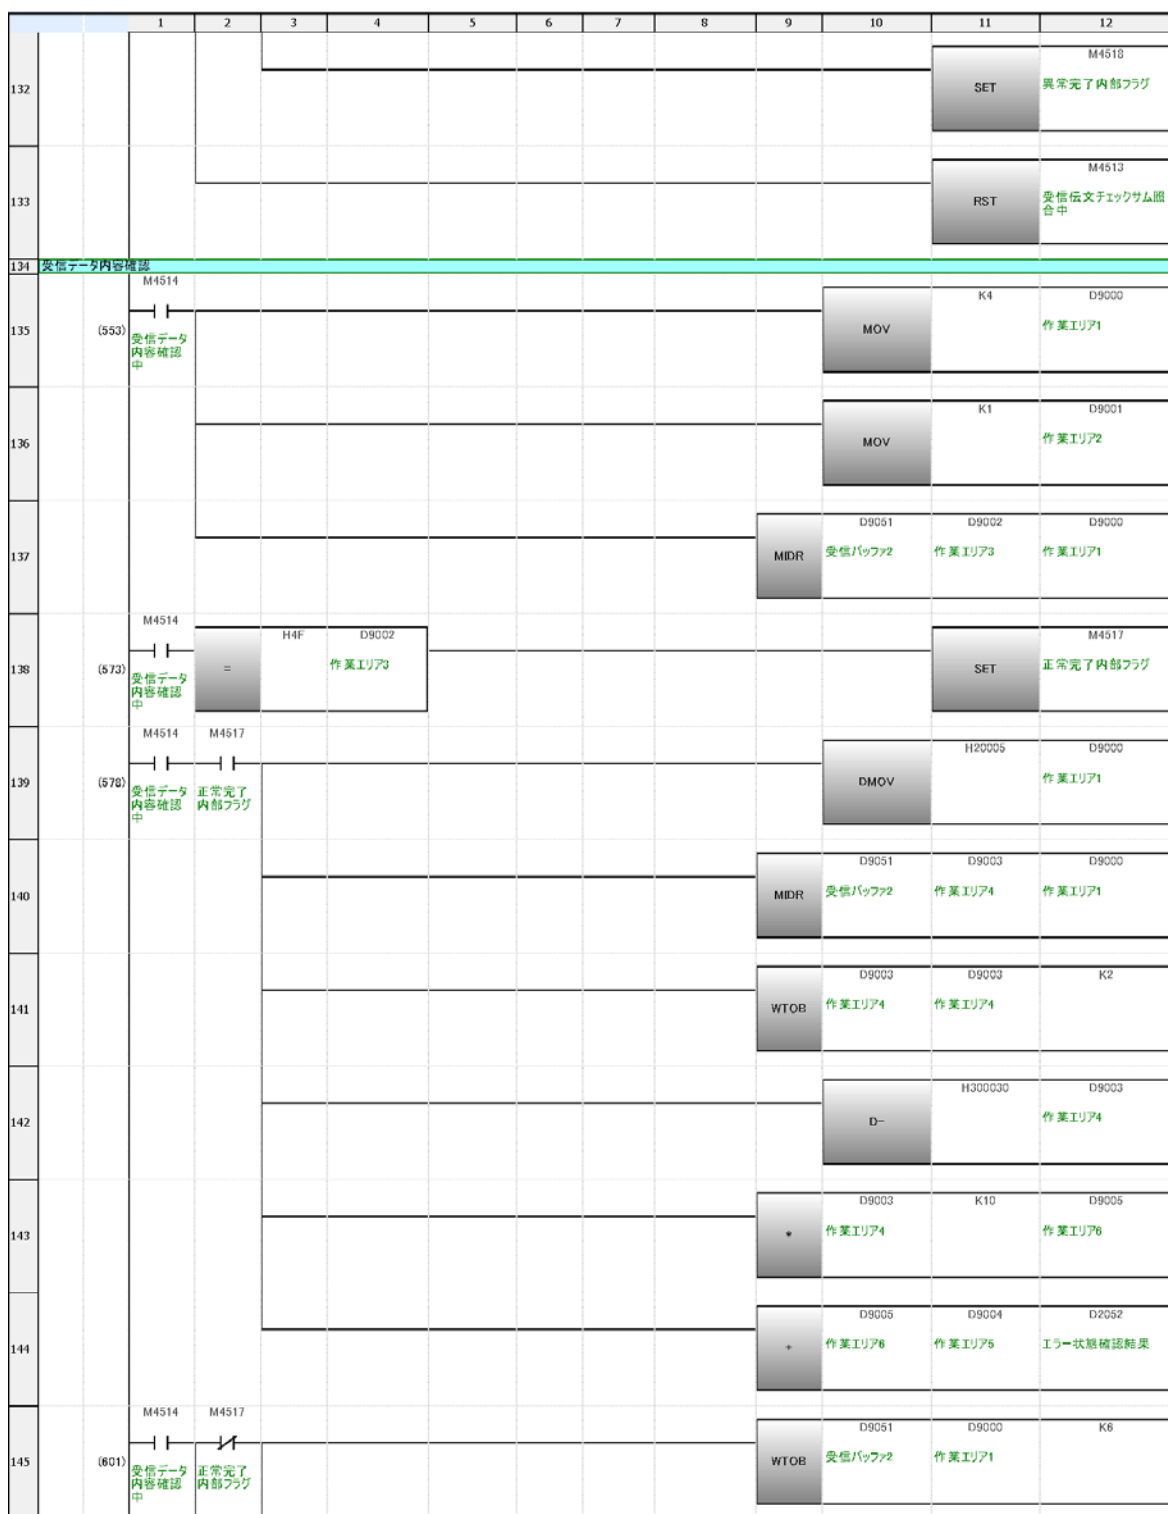 1 2 3 4 5 6 7 8 9 10 11 12
132
SET
M4518
異常完了内部フラグ
133
RST
M4513
受信伝文チェックサム照
合中
134 受信データ内容確認
135
(553)
M4514
受信データ
内容確認
中
MOV
K4
D9000
作業エリア1
136
MOV
K1
D9001
作業エリア2
137
MIDR
D9051
受信バッファ2
D9002
作業エリア3
D9000
作業エリア1
138
(573)
M4514
受信データ
内容確認
中
=
H4F
D9002
作業エリア3
SET
M4517
正常完了内部フラグ
139
(578)
M4514
受信データ
内容確認
中
M4517
正常完了
内部フラグ
DMOV
H20005
D9000
作業エリア1
140
MIDR
D9051
受信バッファ2
D9003
作業エリア4
D9000
作業エリア1
141
WTOB
D9003
作業エリア4
D9003
作業エリア4
K2
142
D-
H300030
D9003
作業エリア4
143
*
D9003
作業エリア4
K10
D9005
作業エリア6
144
+
D9005
作業エリア6
D9004
作業エリア5
D2052
エラー状態確認結果
145
(601)
M4514
受信データ
内容確認
中
M4517
正常完了
内部フラグ
WTOB
D9051
受信バッファ2
D9000
作業エリア1
K6